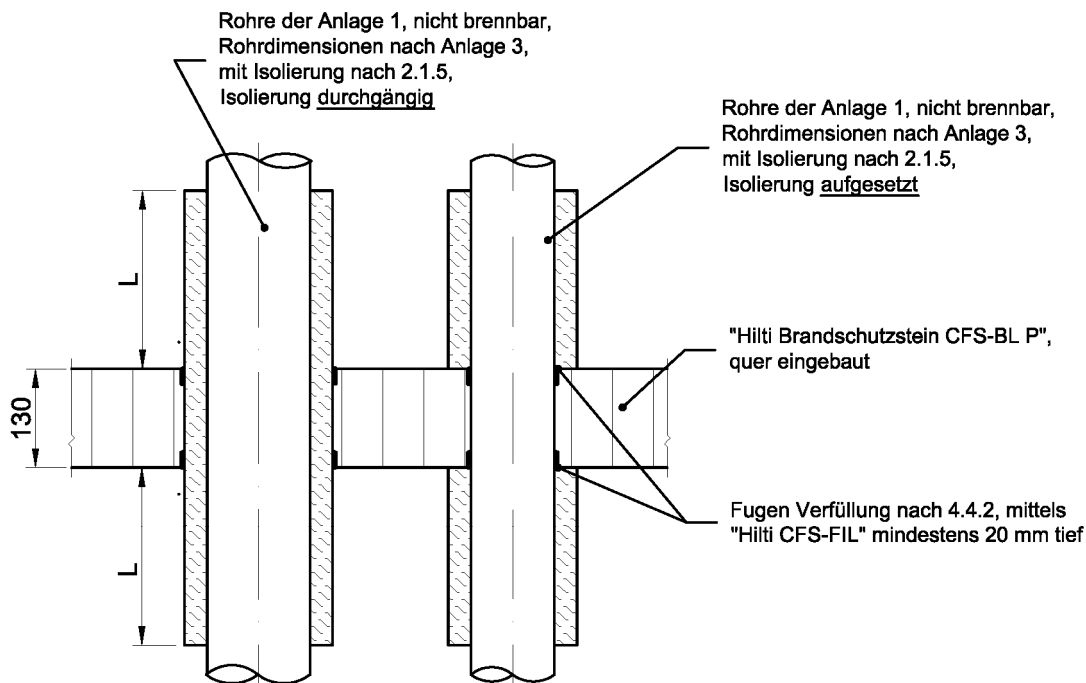 Rohre der Anlage 1, nicht brennbar,
Rohrdimensionen nach Anlage 3,
mit Isolierung nach 2.1.5,
Isolierung durchgängig
Rohre der Anlage 1, nicht brennbar,
Rohrdimensionen nach Anlage 3,
mit Isolierung nach 2.1.5,
Isolierung aufgesetzt
L
"Hilti Brandschutzstein CFS-BL P",
quer eingebaut
130
Fugen Verfüllung nach 4.4.2, mittels
"Hilti CFS-FIL" mindestens 20 mm tief
L